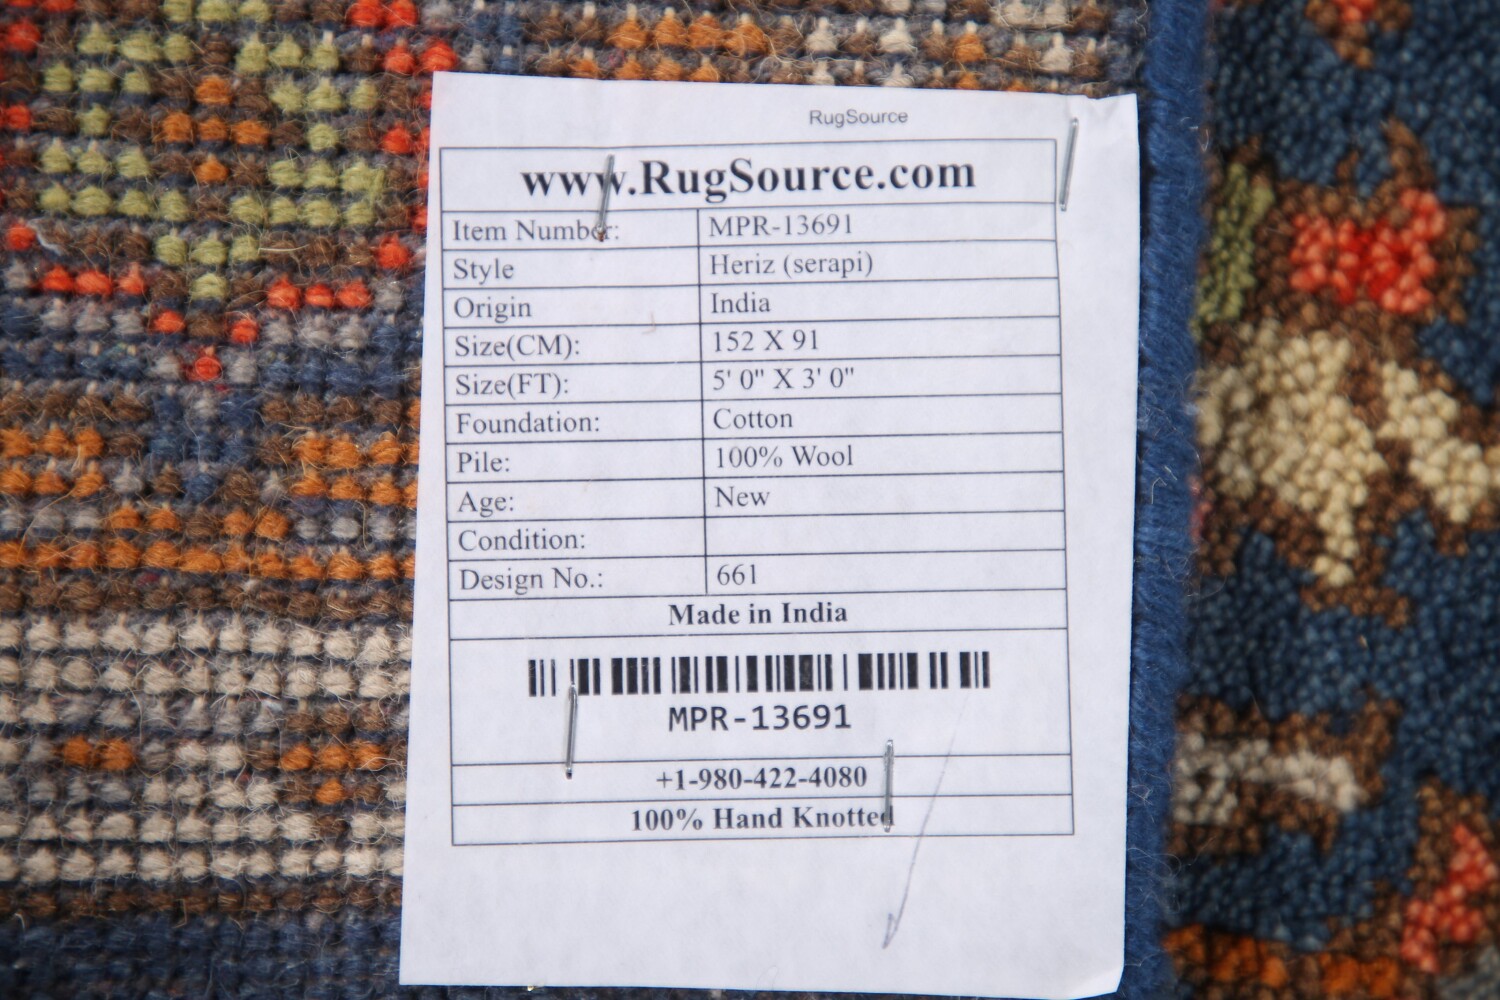 RugSource
www.RugSource.com
Item Number: MPR-13691
Style Heriz (serapi)
Origin India
Size(CM): 152 X 91
Size(FT): 5' 0" X 3' 0"
Foundation: Cotton
Pile: 100% Wool
Age: New
Condition:
Design No.: 661
Made in India
MPR-13691
+1-980-422-4080
100% Hand Knotted